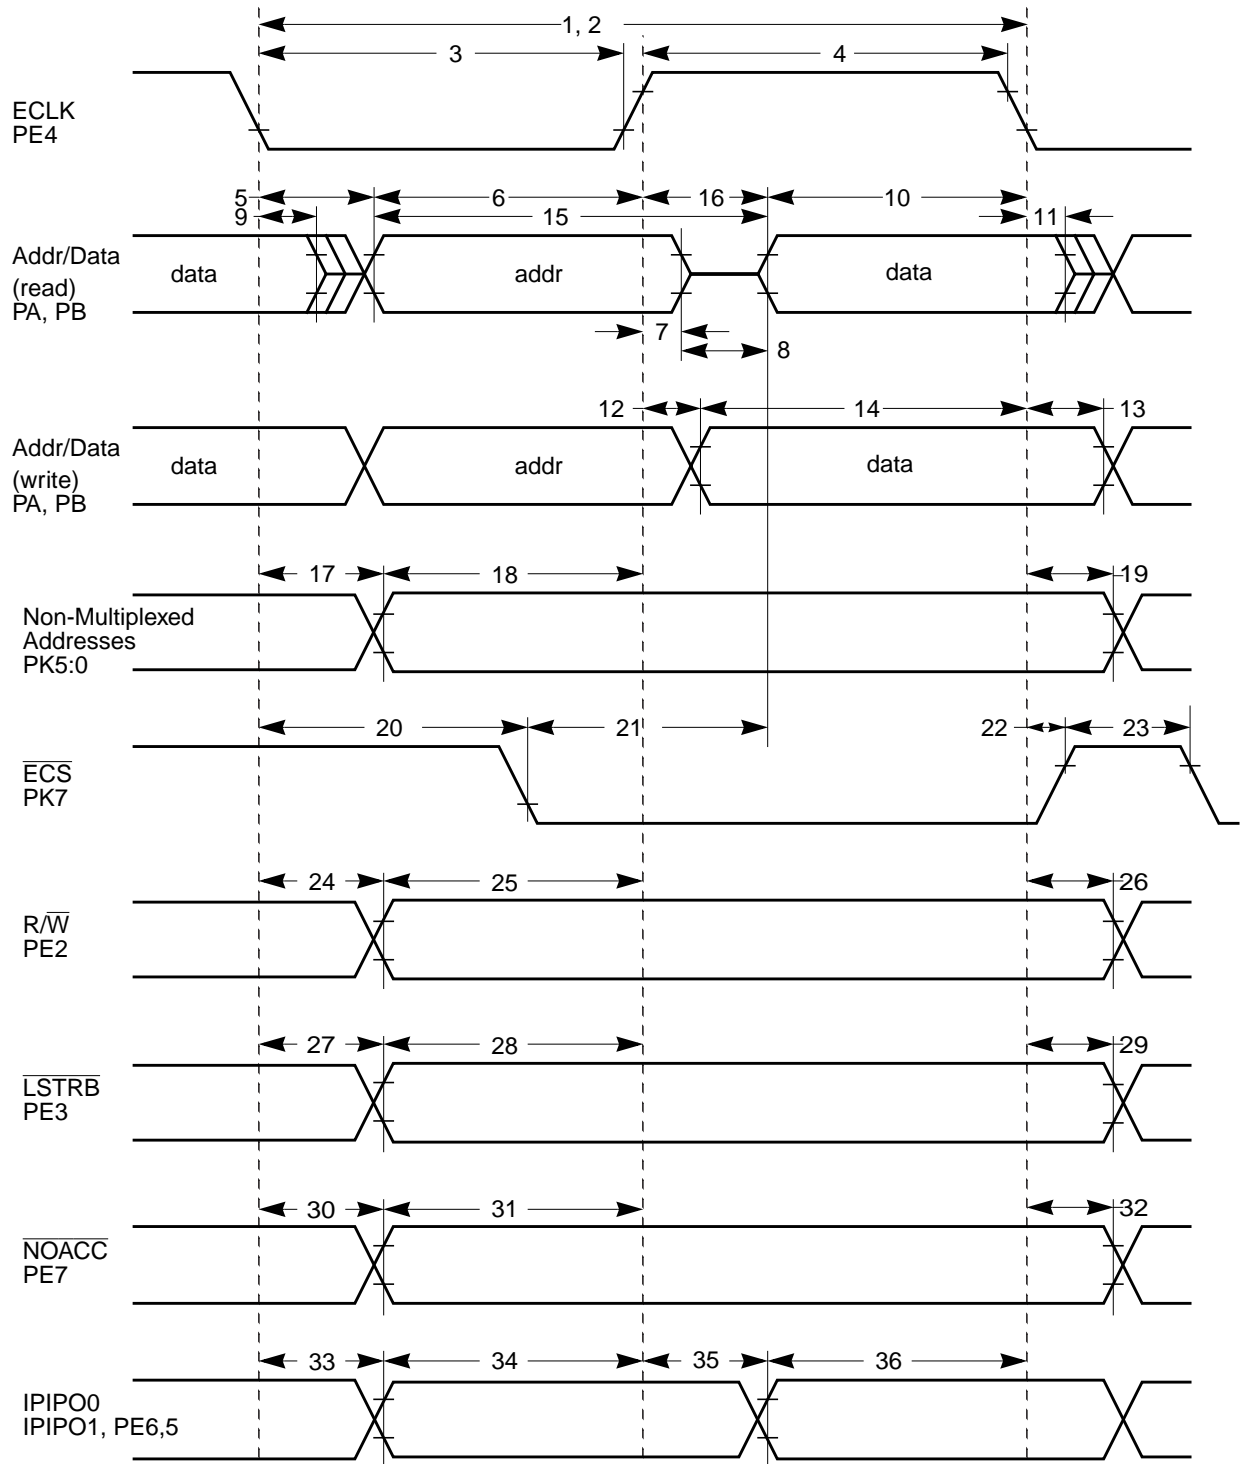 1, 2
3
4
ECLK
PE4
5
6
16
10
9
15
11
Addr/Data
(read)
PA, PB
data
addr
data
7
8
12
14
13
Addr/Data
(write)
PA, PB
data
addr
data
17
18
19
Non-Multiplexed
Addresses
PK5:0
20
21
22
23
ECS
PK7
24
25
26
R/W
PE2
27
28
29
LSTRB
PE3
30
31
32
NOACC
PE7
33
34
35
36
IPIPO0
IPIPO1, PE6,5